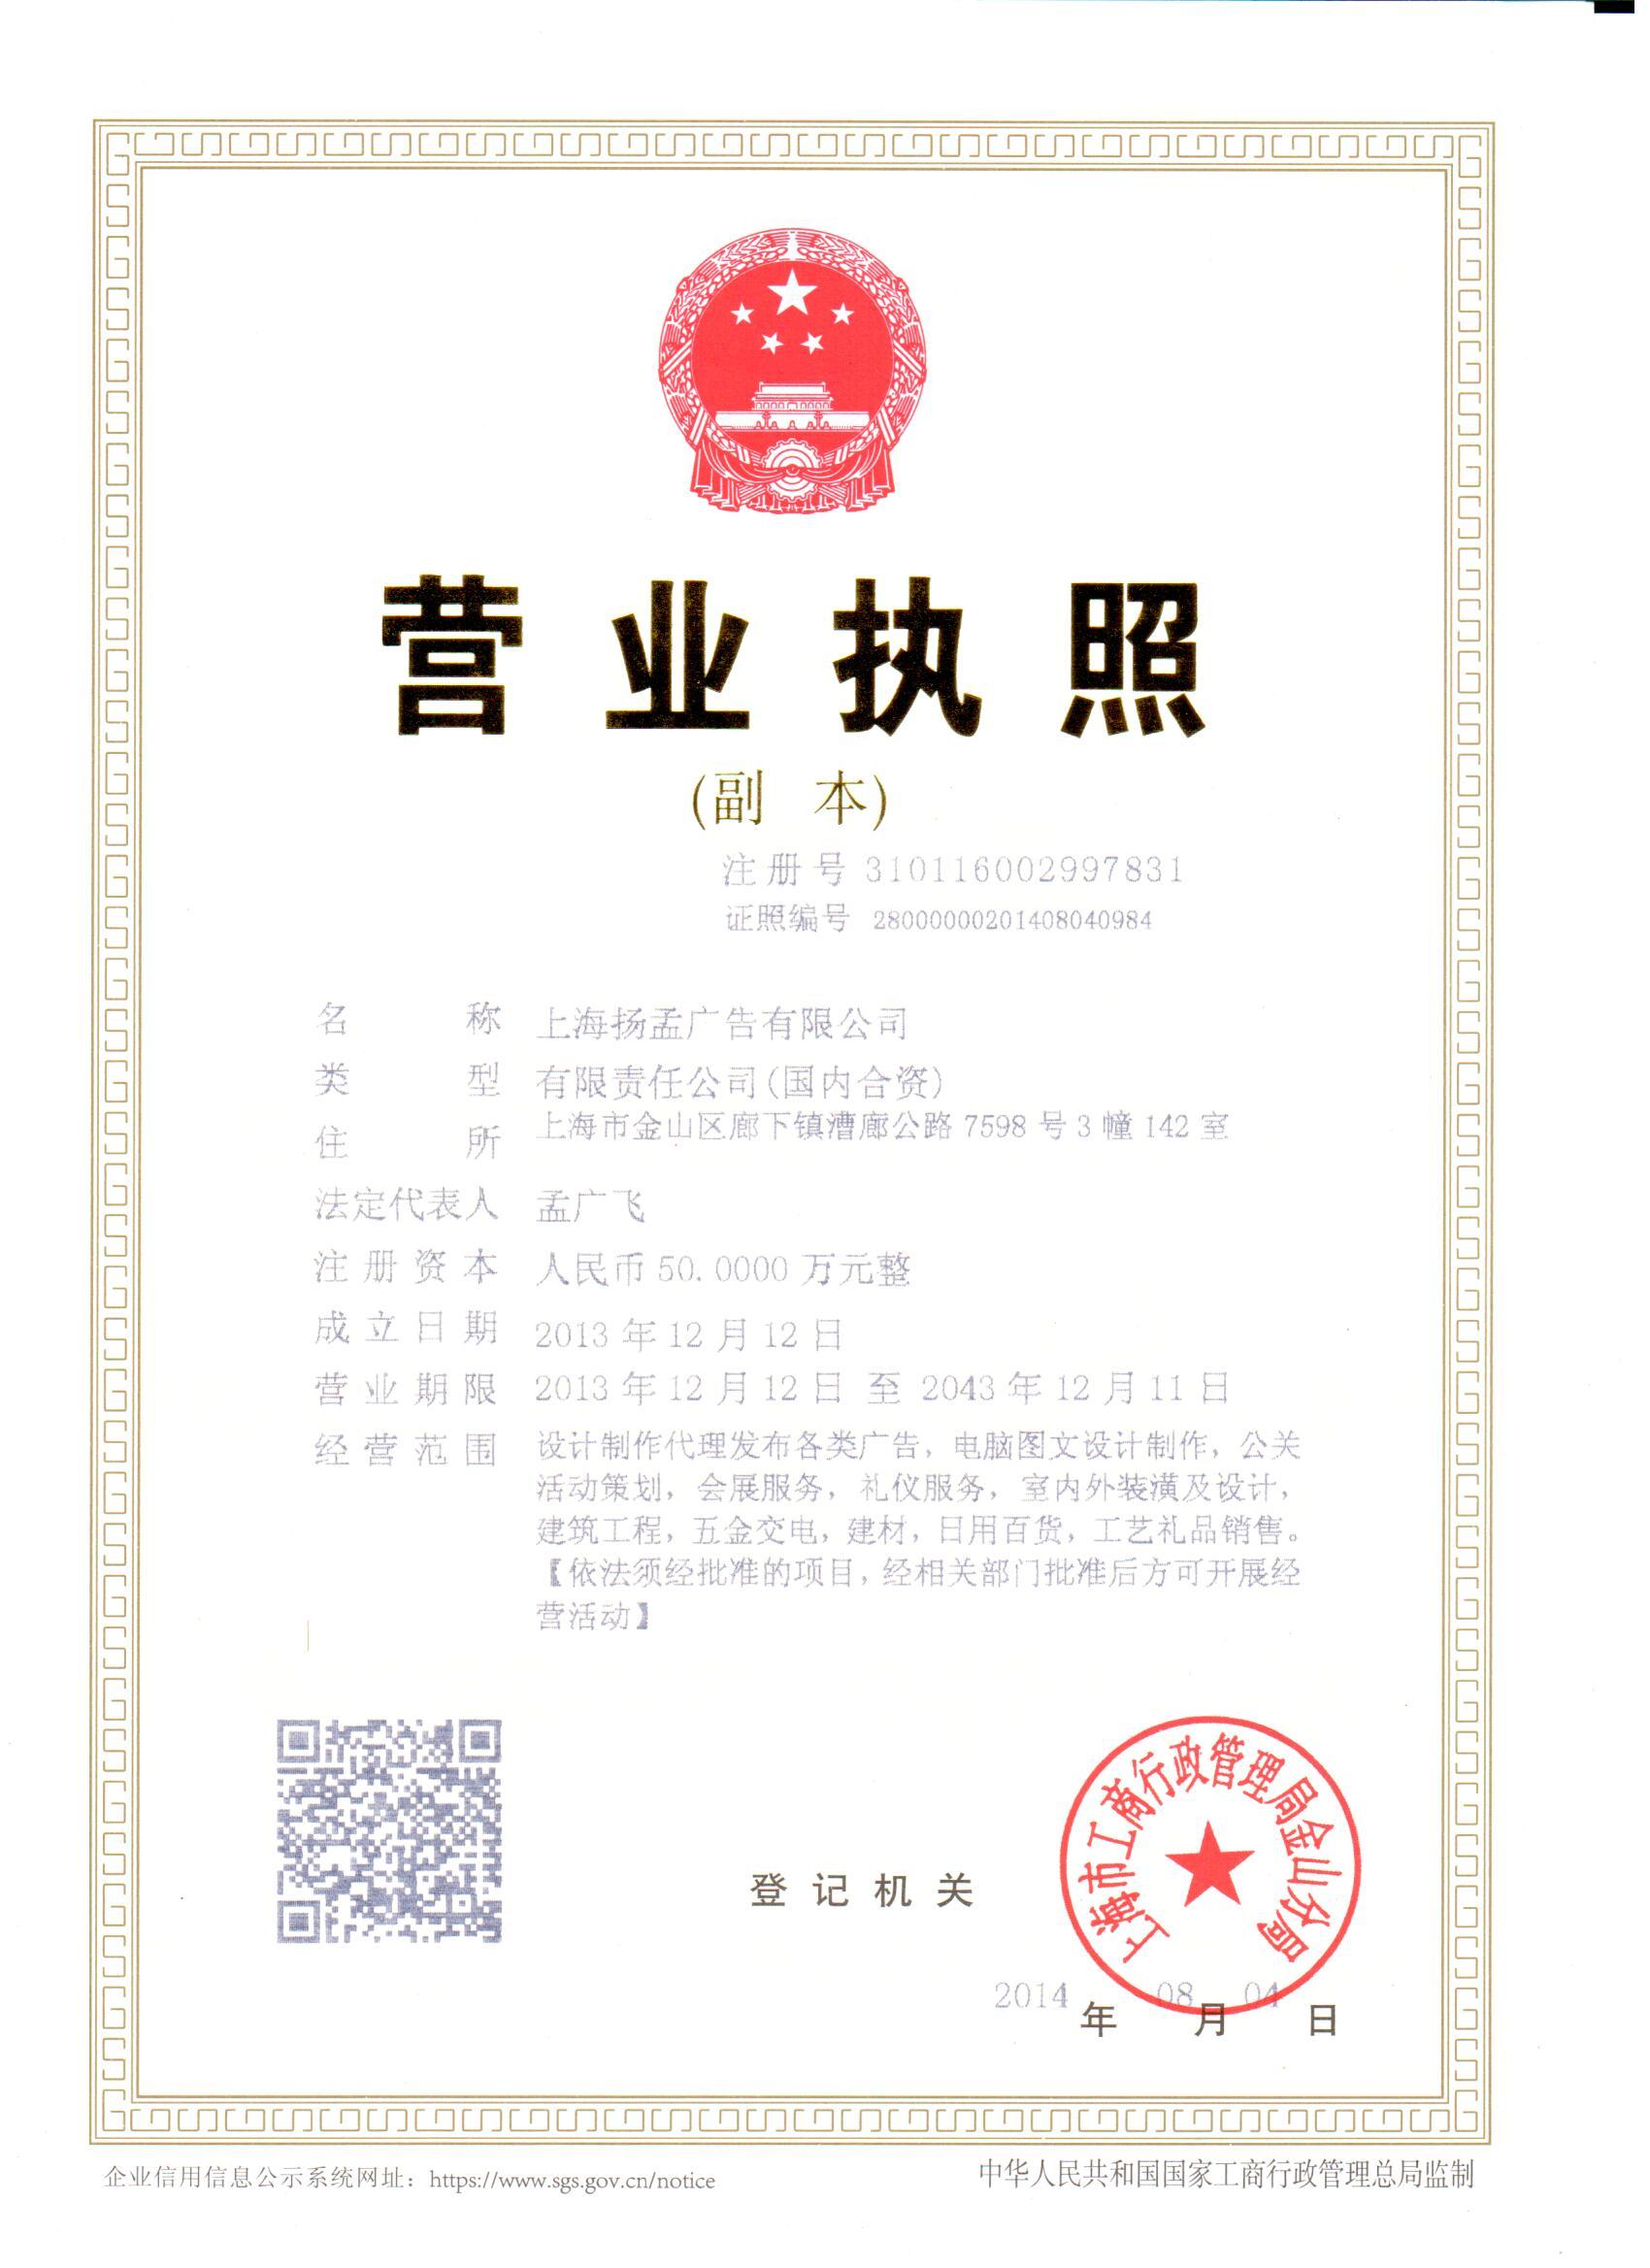 营业执照
(副 本)
注册号 310116002997831
证照编号 28000000201408040984
名称 上海扬孟广告有限公司
类型 有限责任公司(国内合资)
住所 上海市金山区廊下镇漕廊公路 7598 号 3 幢 142 室
法定代表人 孟广飞
注册资本 人民币 50.0000 万元整
成立日期 2013 年 12 月 12 日
营业期限 2013 年 12 月 12 日 至 2043 年 12 月 11 日
经营范围 设计制作代理发布各类广告，电脑图文设计制作，公关
活动策划，会展服务，礼仪服务，室内外装潢及设计，
建筑工程，五金交电，建材，日用百货，工艺礼品销售。
【依法须经批准的项目，经相关部门批准后方可开展经
营活动】
登记机关
上海市工商行政管理局金山分局
2014 年 08 月 04 日
企业信用信息公示系统网址：https://www.sgs.gov.cn/notice
中华人民共和国国家工商行政管理总局监制